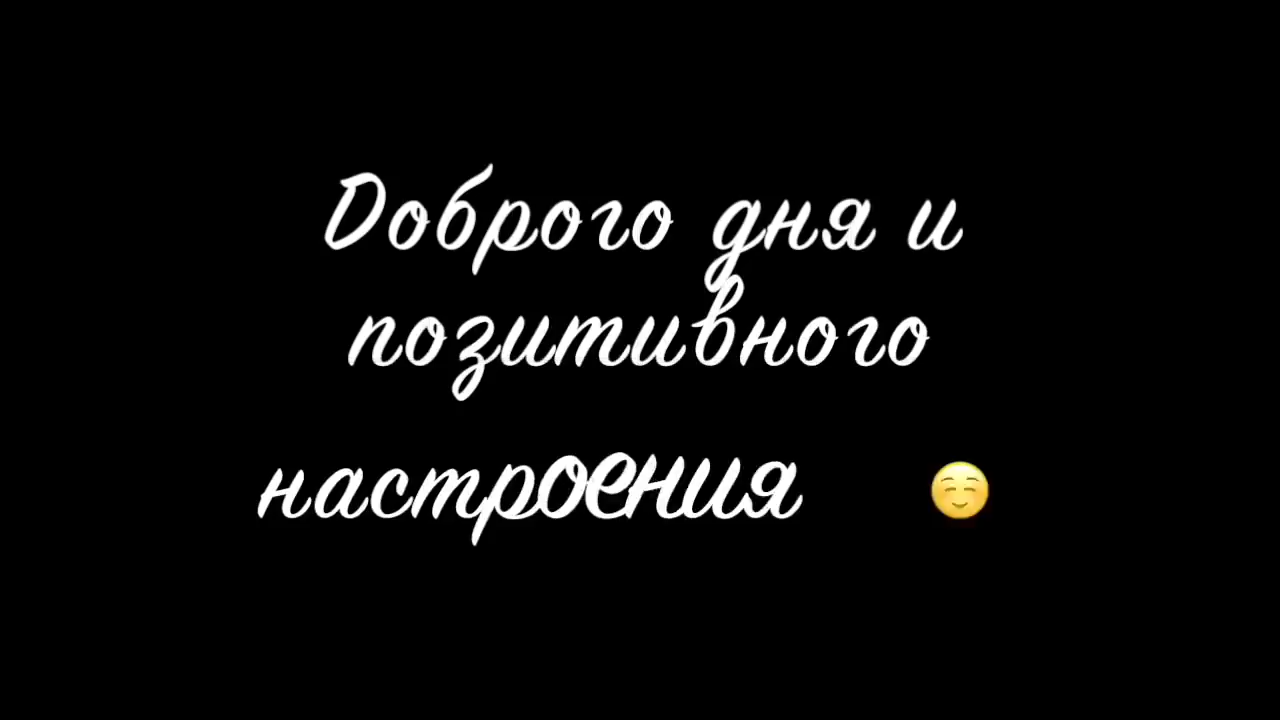 Доброго дня и
позитивного
настроения ☺️